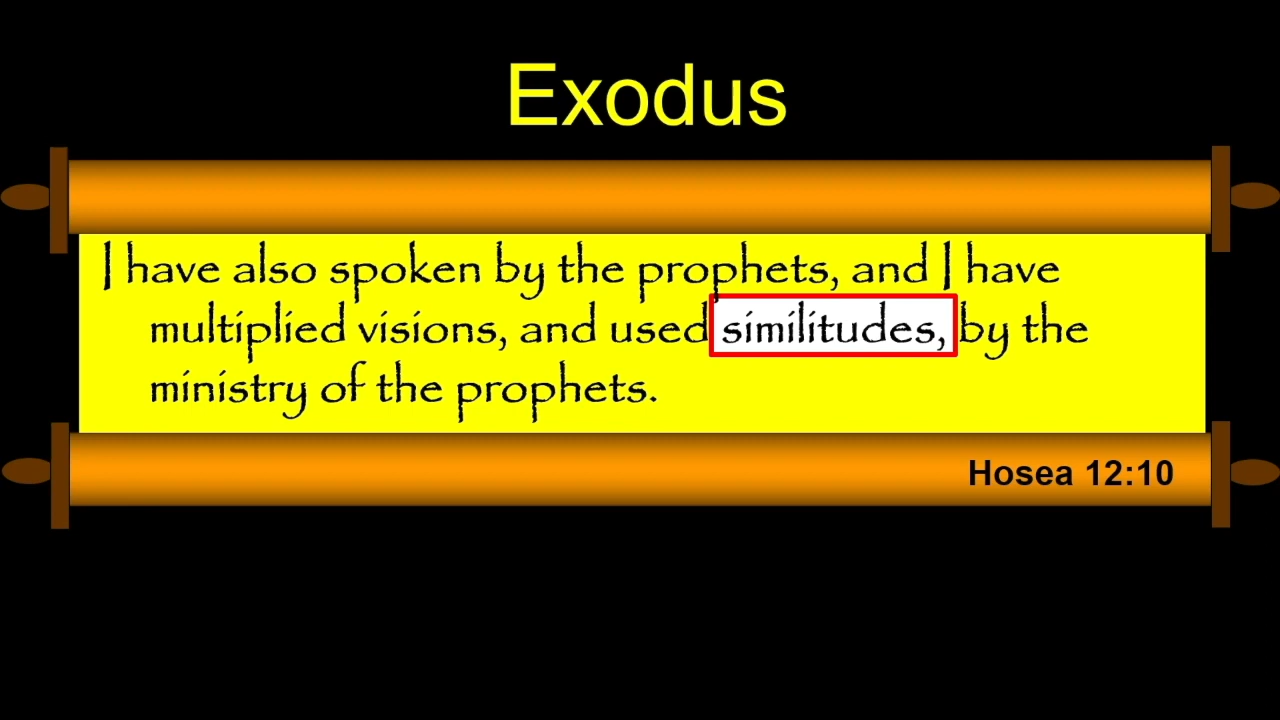 Exodus
I have also spoken by the prophets, and I have
multiplied visions, and used similitudes, by the
ministry of the prophets.
Hosea 12:10